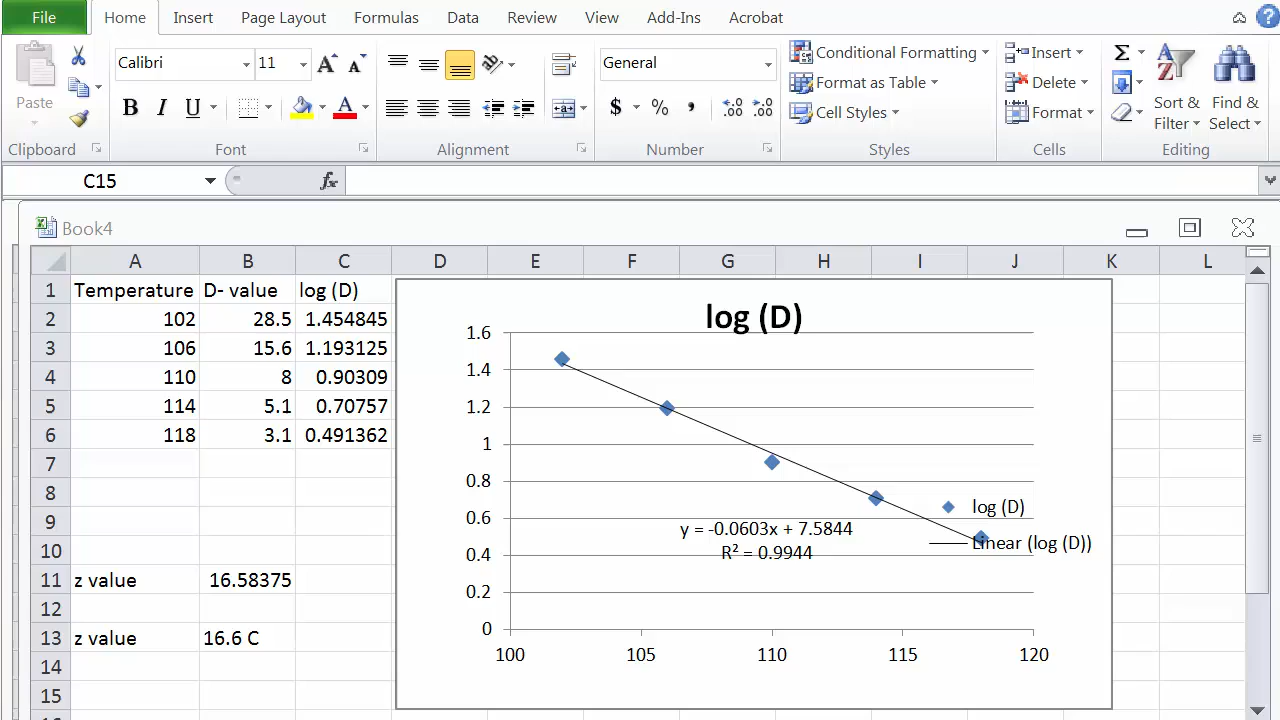 File Home Insert Page Layout Formulas Data Review View Add-Ins Acrobat
Calibri 11 General Conditional Formatting Insert Σ
Format as Table Delete
Paste B I U A $ % , .00 .00 Cell Styles Format Sort & Find &
Filter Select
Clipboard Font Alignment Number Styles Cells Editing
C15 fx
Book4
A B C D E F G H I J K L
1 Temperature D- value log (D)
2 102 28.5 1.454845
3 106 15.6 1.193125
4 110 8 0.90309
5 114 5.1 0.70757
6 118 3.1 0.491362
7
8
9
10
11 z value 16.58375
12
13 z value 16.6 C
14
15
log (D)
1.6
1.4
1.2
1
0.8
0.6
0.4
0.2
0
100 105 110 115 120
y = -0.0603x + 7.5844
R² = 0.9944
log (D)
Linear (log (D))